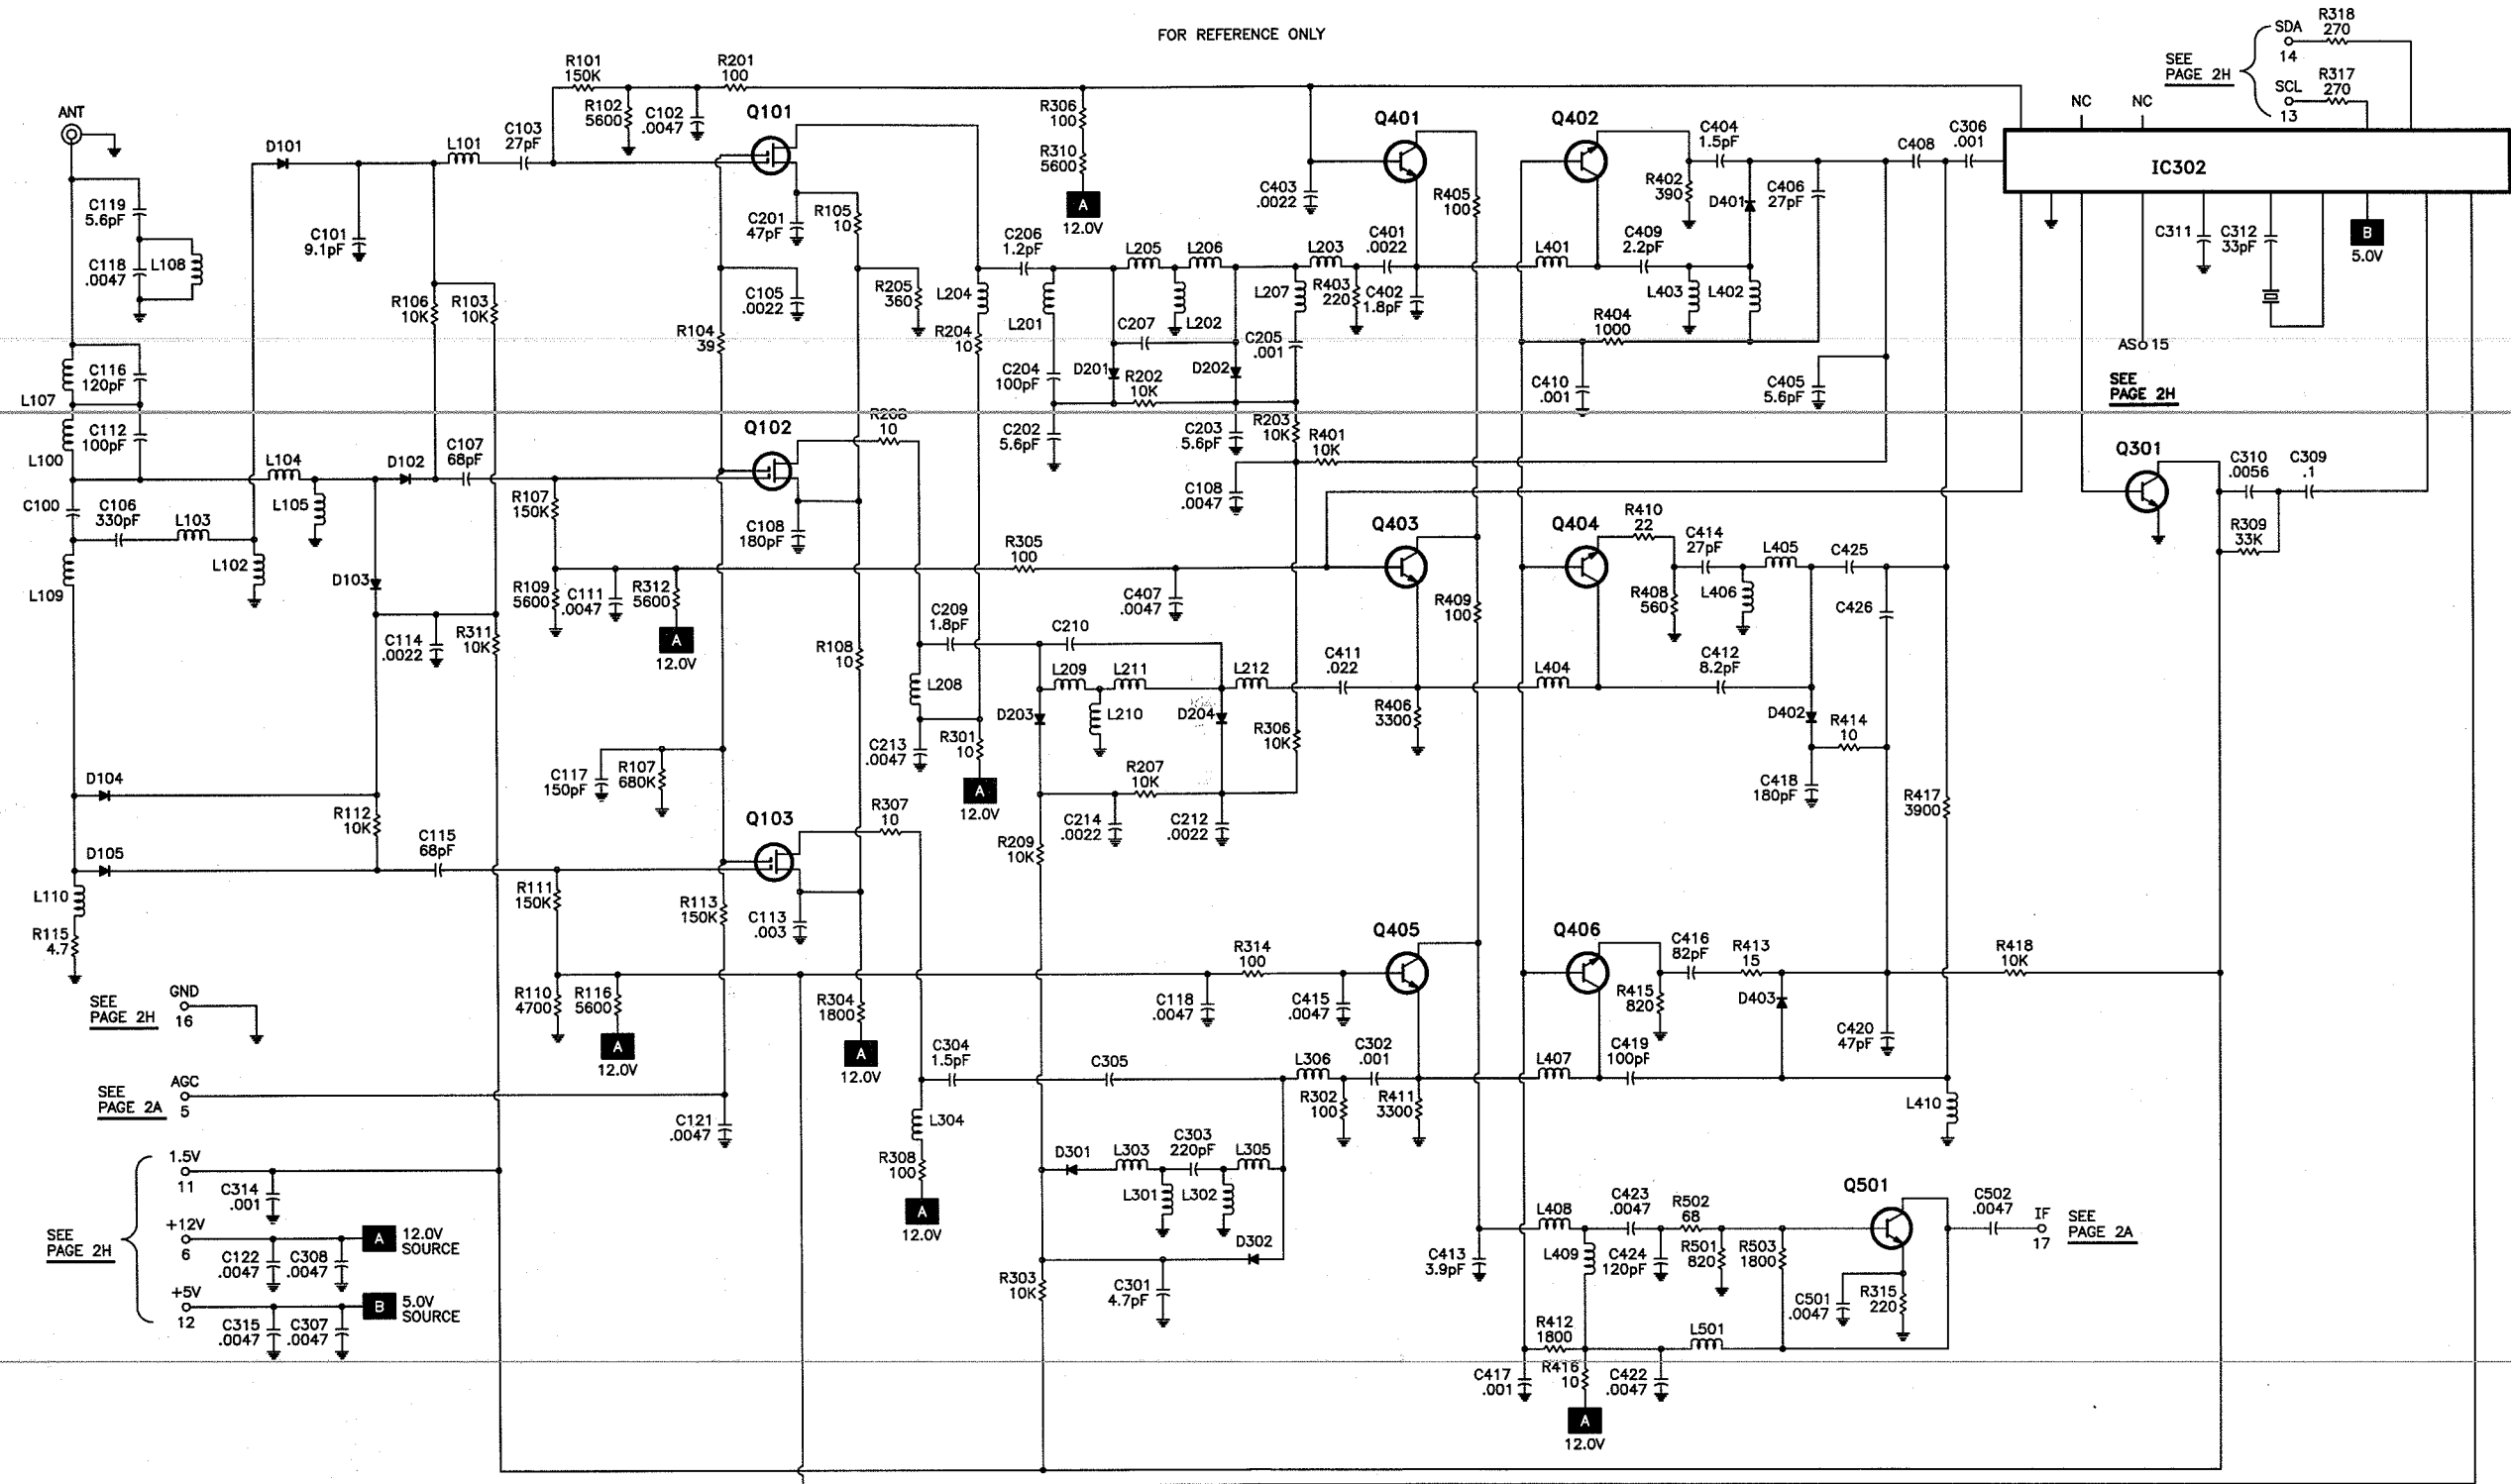 FOR REFERENCE ONLY
SDA
14
R318
270
SEE
PAGE 2H
SCL
13
R317
270
NC
NC
IC302
ANT
R101
150K
R201
100
R102
5600
C102
.0047
Q101
R306
100
R310
5600
A
12.0V
Q401
Q402
C404
1.5pF
C408
C306
.001
D101
L101
C103
27pF
C119
5.6pF
C118
.0047
L108
C101
9.1pF
C201
47pF
R105
10
C403
.0022
R405
100
R402
390
D401
C406
27pF
C311
C312
33pF
B
5.0V
C206
1.2pF
L205
L206
L203
C401
.0022
L401
C409
2.2pF
R106
10K
R103
10K
C105
.0022
R205
360
L204
L201
L202
L207
R403
220
C402
1.8pF
L403
L402
R104
39
R204
10
C207
C205
.001
R404
1000
AS
15
SEE
PAGE 2H
C116
120pF
L107
C204
100pF
D201
R202
10K
D202
C410
.001
C405
5.6pF
C112
100pF
L100
R208
10
Q102
C202
5.6pF
C203
5.6pF
R203
10K
R401
10K
Q301
C310
.0056
C309
.1
R309
33K
L104
D102
C107
68pF
C100
C106
330pF
L103
L105
R107
150K
C108
180pF
C108
.0047
Q403
Q404
R410
22
C414
27pF
L405
C425
L109
L102
D103
R305
100
R109
5600
C111
.0047
R312
5600
A
12.0V
C407
.0047
R409
100
R408
560
L406
C426
C114
.0022
R311
10K
R108
10
C209
1.8pF
C210
L209
L211
L212
C411
.022
L404
C412
8.2pF
L208
D203
L210
D204
R306
10K
R406
3300
D402
R414
10
C117
150pF
R107
680K
C213
.0047
R301
10
A
12.0V
R207
10K
C418
180pF
R417
3900
D104
R112
10K
C115
68pF
Q103
R307
10
C214
.0022
C212
.0022
R209
10K
D105
L110
R115
4.7
R111
150K
R113
150K
C113
.003
Q405
Q406
C416
82pF
R413
15
R418
10K
R314
100
SEE
PAGE 2H
GND
16
R110
4700
R116
5600
A
12.0V
R304
1800
A
12.0V
C118
.0047
C415
.0047
R415
820
D403
C420
47pF
C304
1.5pF
C305
L306
C302
.001
L407
C419
100pF
SEE
PAGE 2A
AGC
5
C121
.0047
L304
R302
100
R411
3300
L410
R308
100
A
12.0V
D301
L303
C303
220pF
L305
L301
L302
SEE
PAGE 2H
1.5V
11
C314
.001
+12V
6
A
12.0V
SOURCE
C122
.0047
C308
.0047
+5V
12
B
5.0V
SOURCE
C315
.0047
C307
.0047
D302
R303
10K
C301
4.7pF
C413
3.9pF
L408
C423
.0047
R502
68
L409
C424
120pF
R501
820
R503
1800
Q501
C502
.0047
IF
17
SEE
PAGE 2A
C501
.0047
R315
220
R412
1800
L501
C417
.001
R416
10
C422
.0047
A
12.0V